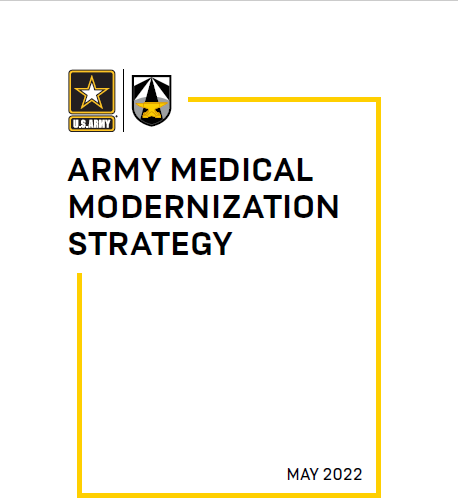 U.S.ARMY
ARMY MEDICAL
MODERNIZATION
STRATEGY
MAY 2022